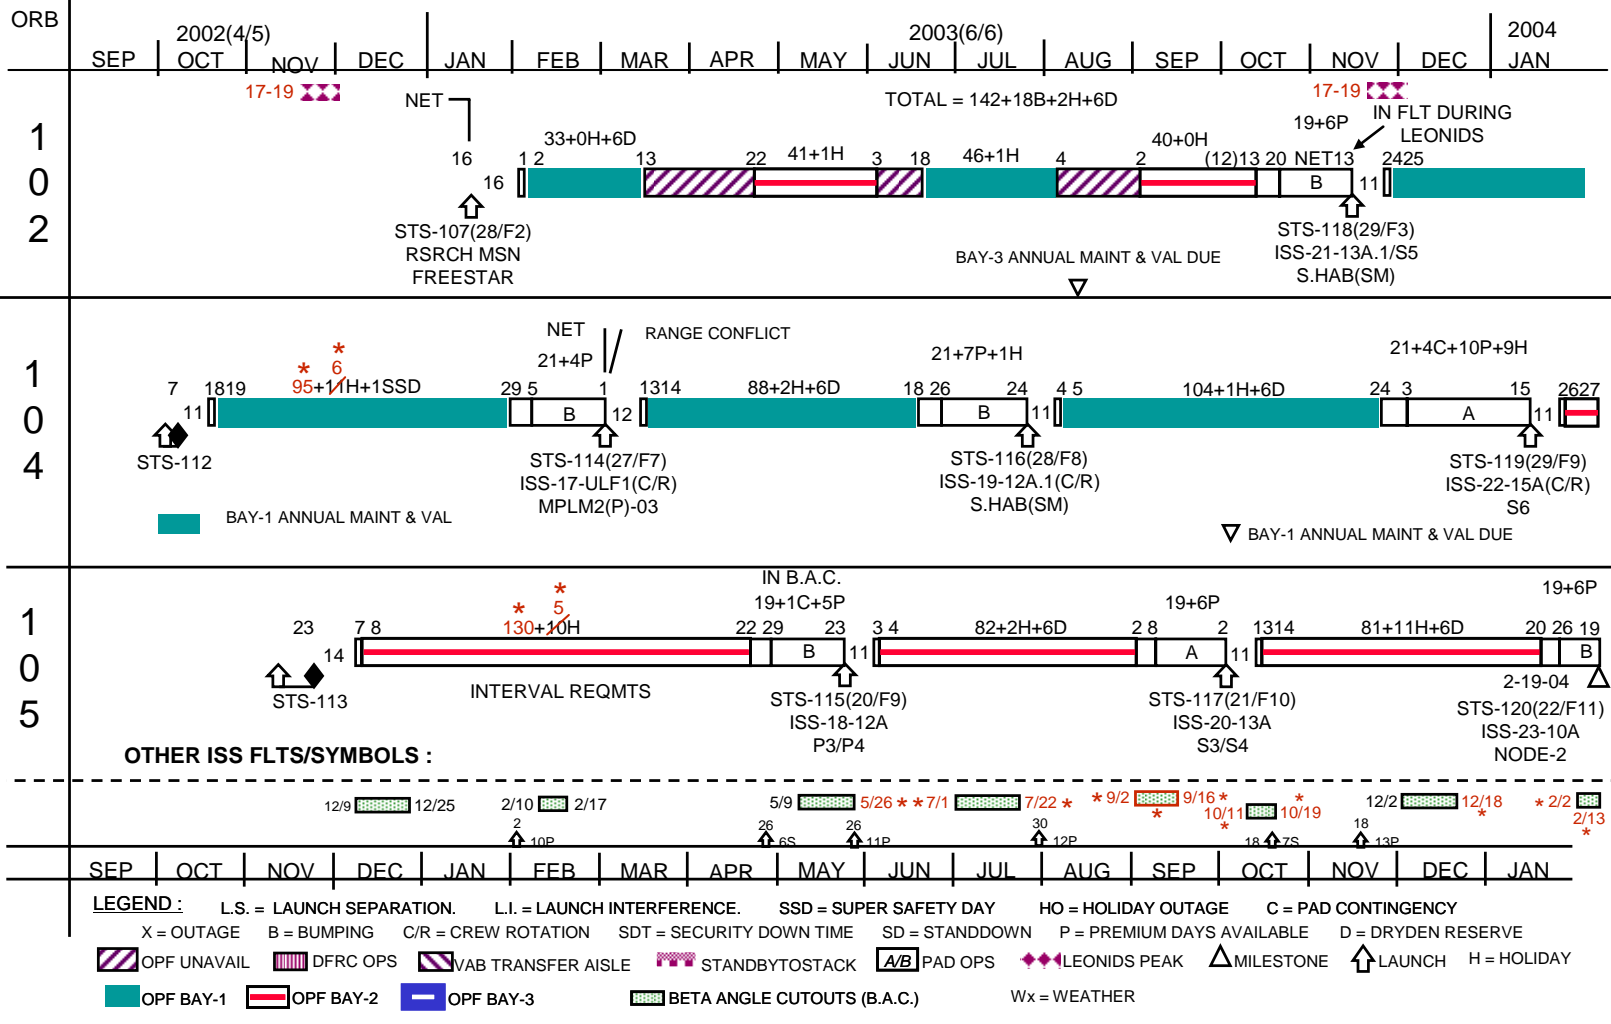 ORB
2002(4/5)
2003(6/6)
2004
SEP OCT NOV DEC JAN FEB MAR APR MAY JUN JUL AUG SEP OCT NOV DEC JAN
17-19
NET
TOTAL = 142+18B+2H+6D
17-19
IN FLT DURING
LEONIDS
102
33+0H+6D
41+1H
46+1H
40+0H
19+6P
16
16
1 2 13 22 3 18 4 2 (12)13 20 NET13 11 2425
B
STS-107(28/F2)
RSRCH MSN
FREESTAR
STS-118(29/F3)
ISS-21-13A.1/S5
S.HAB(SM)
BAY-3 ANNUAL MAINT & VAL DUE
104
NET
RANGE CONFLICT
* *
6
95+11H+1SSD
21+4P
88+2H+6D
21+7P+1H
104+1H+6D
21+4C+10P+9H
7 11 1819 29 5 1 12 1314 18 26 24 11 4 5 24 3 15 11 2627
B
B
A
STS-112
STS-114(27/F7)
ISS-17-ULF1(C/R)
MPLM2(P)-03
STS-116(28/F8)
ISS-19-12A.1(C/R)
S.HAB(SM)
STS-119(29/F9)
ISS-22-15A(C/R)
S6
BAY-1 ANNUAL MAINT & VAL
BAY-1 ANNUAL MAINT & VAL DUE
105
IN B.A.C.
* *
5
130+10H
19+1C+5P
82+2H+6D
19+6P
81+11H+6D
19+6P
23 14 7 8 22 29 23 11 3 4 2 8 2 11 1314 20 26 19
B
A
B
STS-113
INTERVAL REQMTS
STS-115(20/F9)
ISS-18-12A
P3/P4
STS-117(21/F10)
ISS-20-13A
S3/S4
2-19-04
STS-120(22/F11)
ISS-23-10A
NODE-2
OTHER ISS FLTS/SYMBOLS :
12/9 12/25 2/10 2/17 5/9 5/26 * * 7/1 7/22 * * 9/2 9/16 * * 10/11 10/19 * * 12/2 12/18 * * 2/2 2/13 *
2 10P 26 6S 26 11P 30 12P 18 7S 18 13P
SEP OCT NOV DEC JAN FEB MAR APR MAY JUN JUL AUG SEP OCT NOV DEC JAN
LEGEND : L.S. = LAUNCH SEPARATION. L.I. = LAUNCH INTERFERENCE. SSD = SUPER SAFETY DAY HO = HOLIDAY OUTAGE C = PAD CONTINGENCY
X = OUTAGE B = BUMPING C/R = CREW ROTATION SDT = SECURITY DOWN TIME SD = STANDDOWN P = PREMIUM DAYS AVAILABLE D = DRYDEN RESERVE
OPF UNAVAIL DFRC OPS VAB TRANSFER AISLE STANDBYTOSTACK A/B PAD OPS LEONIDS PEAK MILESTONE LAUNCH H = HOLIDAY
OPF BAY-1 OPF BAY-2 OPF BAY-3 BETA ANGLE CUTOUTS (B.A.C.) Wx = WEATHER